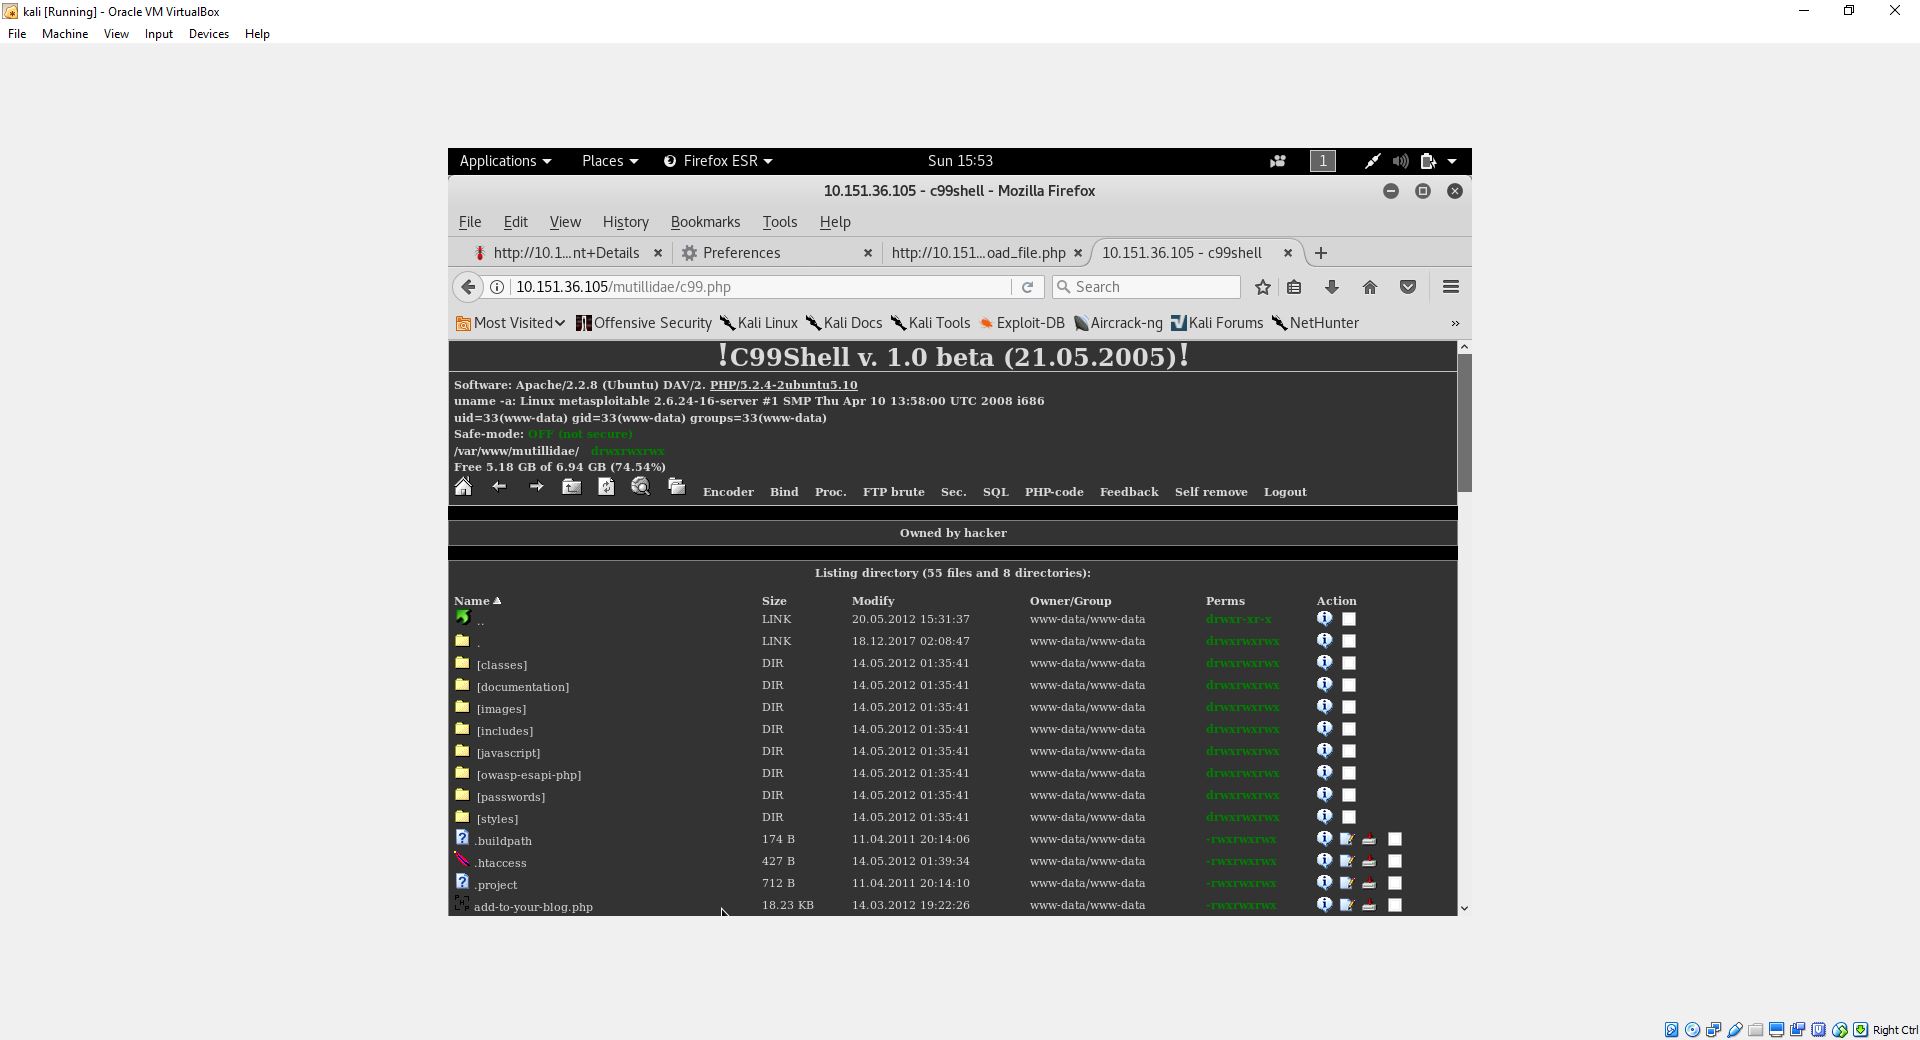 kali [Running] - Oracle VM VirtualBox
File Machine View Input Devices Help
Applications Places Firefox ESR Sun 15:53 1
10.151.36.105 - c99shell - Mozilla Firefox
File Edit View History Bookmarks Tools Help
http://10.1...nt+Details Preferences http://10.151...oad_file.php 10.151.36.105 - c99shell
10.151.36.105/mutillidae/c99.php Search
Most Visited Offensive Security Kali Linux Kali Docs Kali Tools Exploit-DB Aircrack-ng Kali Forums NetHunter »
!C99Shell v. 1.0 beta (21.05.2005)!
Software: Apache/2.2.8 (Ubuntu) DAV/2. PHP/5.2.4-2ubuntu5.10
uname -a: Linux metasploitable 2.6.24-16-server #1 SMP Thu Apr 10 13:58:00 UTC 2008 i686
uid=33(www-data) gid=33(www-data) groups=33(www-data)
Safe-mode: OFF (not secure)
/var/www/mutillidae/ drwxrwxrwx
Free 5.18 GB of 6.94 GB (74.54%)
Encoder Bind Proc. FTP brute Sec. SQL PHP-code Feedback Self remove Logout
Owned by hacker
Listing directory (55 files and 8 directories):
Name Size Modify Owner/Group Perms Action
.. LINK 20.05.2012 15:31:37 www-data/www-data drwxr-xr-x
. LINK 18.12.2017 02:08:47 www-data/www-data drwxrwxrwx
[classes] DIR 14.05.2012 01:35:41 www-data/www-data drwxrwxrwx
[documentation] DIR 14.05.2012 01:35:41 www-data/www-data drwxrwxrwx
[images] DIR 14.05.2012 01:35:41 www-data/www-data drwxrwxrwx
[includes] DIR 14.05.2012 01:35:41 www-data/www-data drwxrwxrwx
[javascript] DIR 14.05.2012 01:35:41 www-data/www-data drwxrwxrwx
[owasp-esapi-php] DIR 14.05.2012 01:35:41 www-data/www-data drwxrwxrwx
[passwords] DIR 14.05.2012 01:35:41 www-data/www-data drwxrwxrwx
[styles] DIR 14.05.2012 01:35:41 www-data/www-data drwxrwxrwx
.buildpath 174 B 11.04.2011 20:14:06 www-data/www-data -rwxrwxrwx
.htaccess 427 B 14.05.2012 01:39:34 www-data/www-data -rwxrwxrwx
.project 712 B 11.04.2011 20:14:10 www-data/www-data -rwxrwxrwx
add-to-your-blog.php 18.23 KB 14.03.2012 19:22:26 www-data/www-data -rwxrwxrwx
Right Ctrl